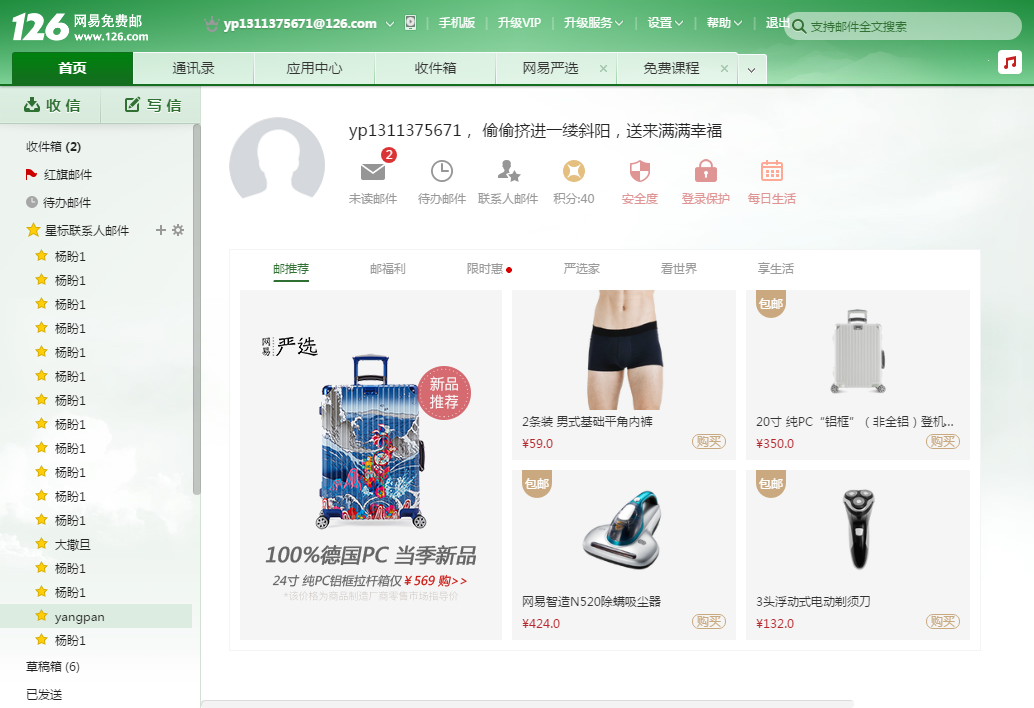 126 网易免费邮
www.126.com
yp1311375671@126.com
手机版
升级VIP
升级服务
设置
帮助
退出
支持邮件全文搜索
首页
通讯录
应用中心
收件箱
网易严选 ×
免费课程 ×
收 信
写 信
收件箱 (2)
红旗邮件
待办邮件
星标联系人邮件
杨盼1
杨盼1
杨盼1
杨盼1
杨盼1
杨盼1
杨盼1
杨盼1
杨盼1
杨盼1
杨盼1
杨盼1
大撒旦
杨盼1
杨盼1
yangpan
杨盼1
草稿箱 (6)
已发送
yp1311375671 ， 偷偷挤进一缕斜阳，送来满满幸福
2
未读邮件
待办邮件
联系人邮件
积分:40
安全度
登录保护
每日生活
邮推荐
邮福利
限时惠
严选家
看世界
享生活
网易 严选
新品
推荐
100%德国PC 当季新品
24寸 纯PC铝框拉杆箱仅 ¥569 购>>
*该价格为商品制造厂商零售市场指导价
2条装 男式基础平角内裤
¥59.0
购买
包邮
20寸 纯PC“铝框”（非全铝）登机...
¥350.0
购买
包邮
网易智造N520除螨吸尘器
¥424.0
购买
包邮
3头浮动式电动剃须刀
¥132.0
购买